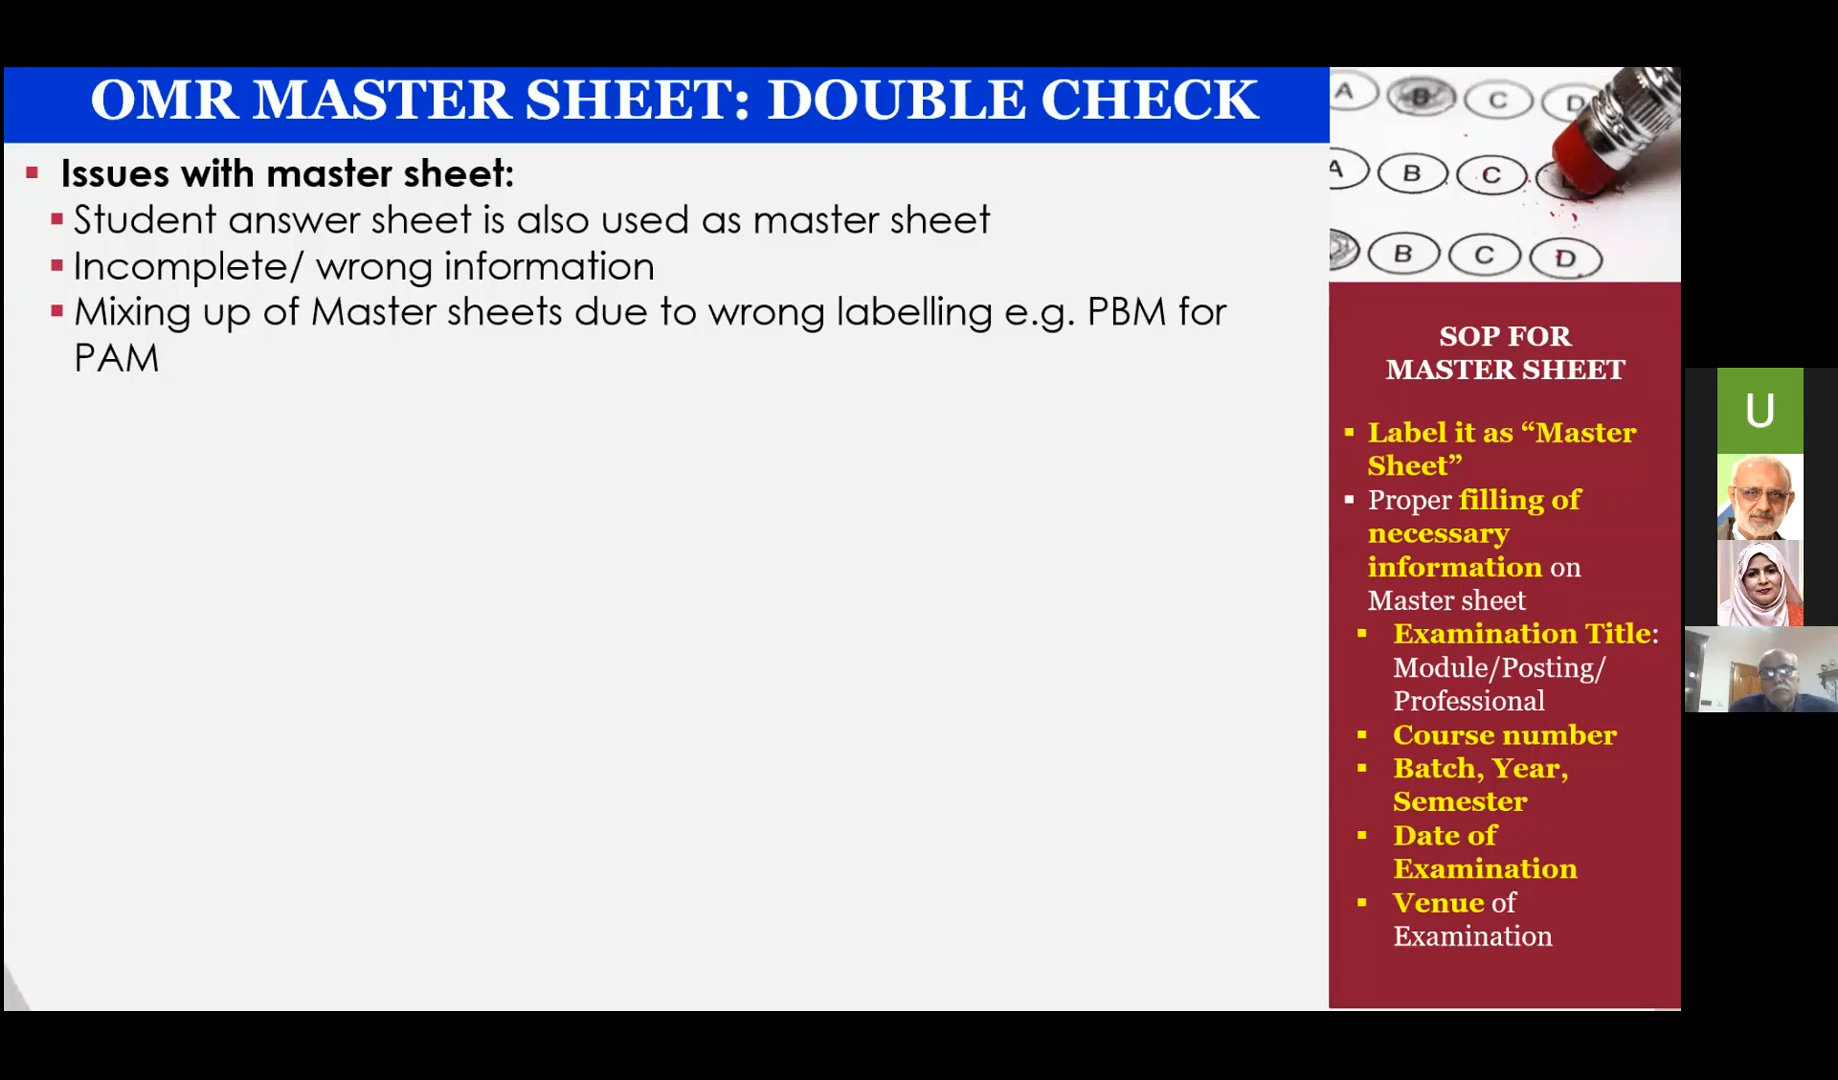 OMR MASTER SHEET: DOUBLE CHECK
▪ Issues with master sheet:
▪ Student answer sheet is also used as master sheet
▪ Incomplete/ wrong information
▪ Mixing up of Master sheets due to wrong labelling e.g. PBM for
PAM
A B C D
A B C
B C D
SOP FOR
MASTER SHEET
▪ Label it as “Master
Sheet”
▪ Proper filling of
necessary
information on
Master sheet
▪ Examination Title:
Module/Posting/
Professional
▪ Course number
▪ Batch, Year,
Semester
▪ Date of
Examination
▪ Venue of
Examination
U